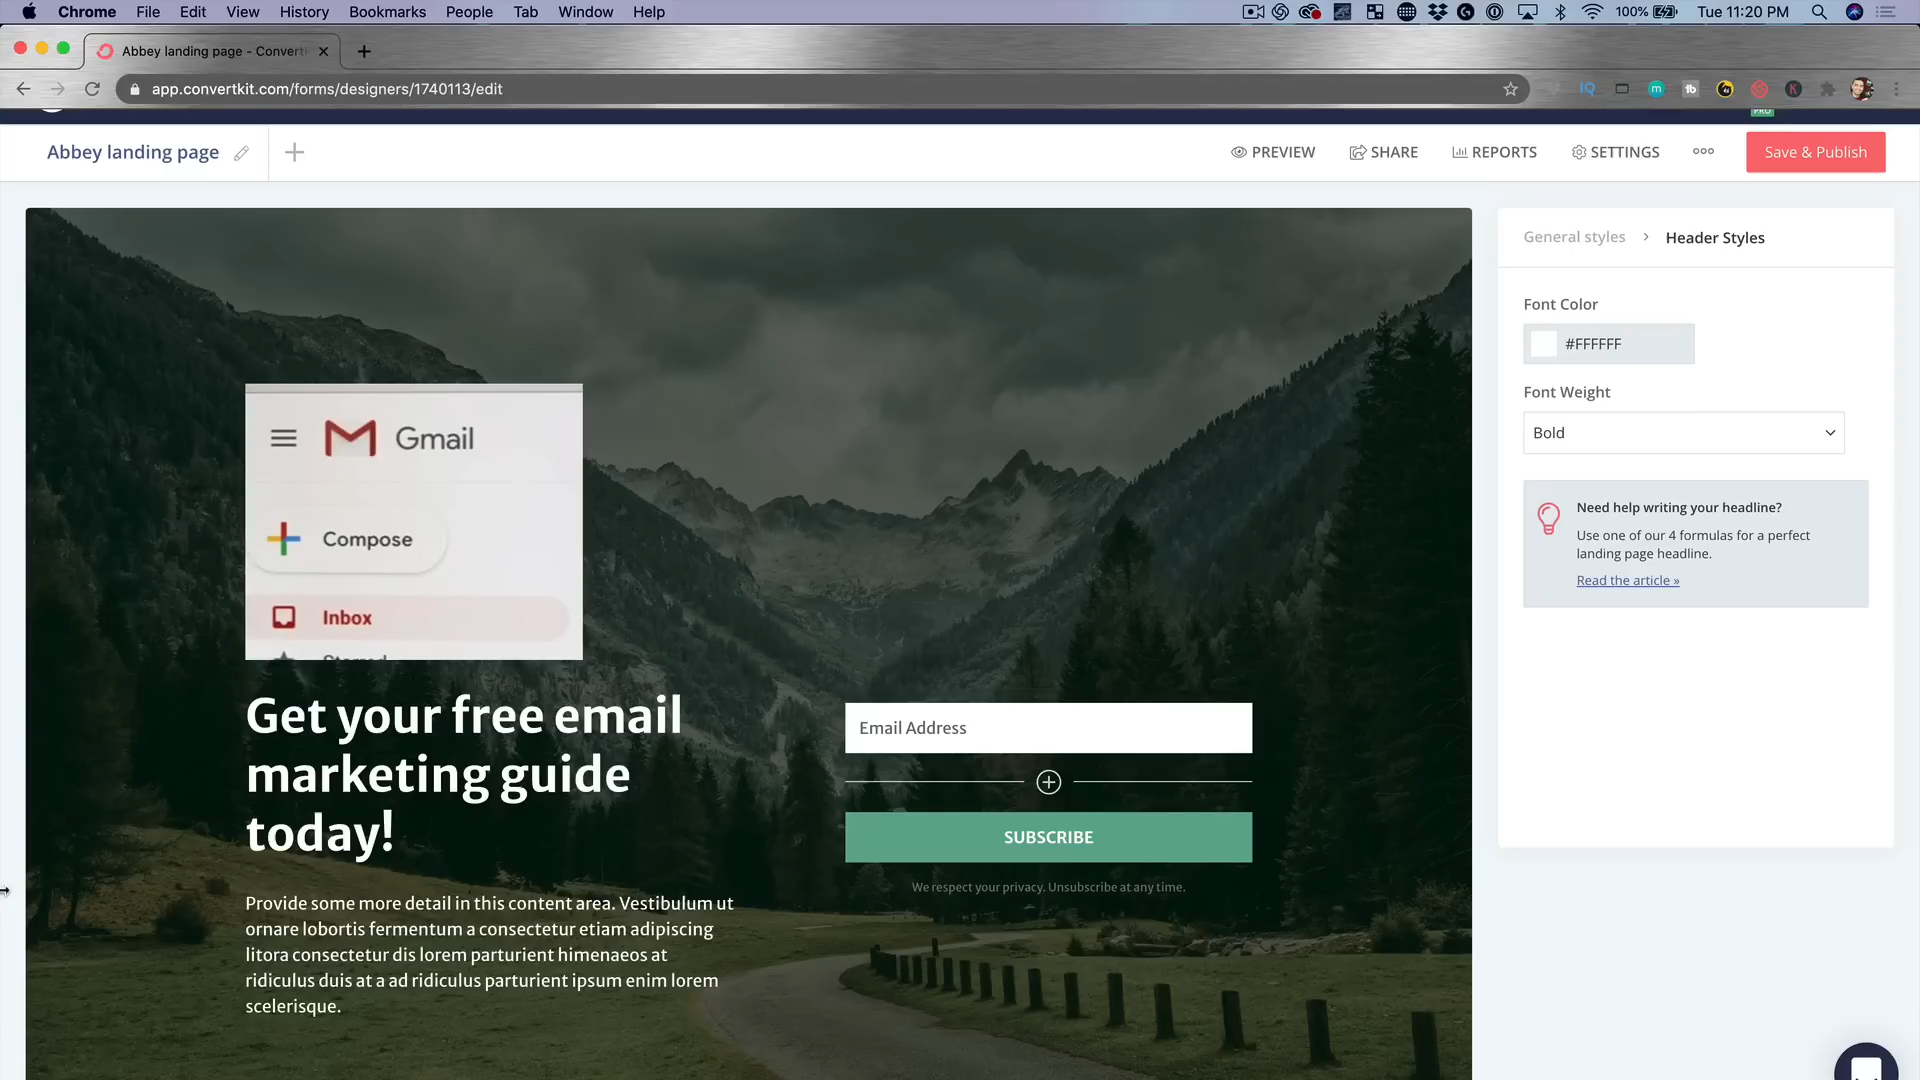 Chrome File Edit View History Bookmarks People Tab Window Help
100%
Tue 11:20 PM
Abbey landing page - Convert
app.convertkit.com/forms/designers/1740113/edit
PRO
Abbey landing page
PREVIEW
SHARE
REPORTS
SETTINGS
Save & Publish
General styles > Header Styles
Font Color
#FFFFFF
Font Weight
Bold
Need help writing your headline?
Use one of our 4 formulas for a perfect
landing page headline.
Read the article »
Gmail
Compose
Inbox
Get your free email
marketing guide
today!
Provide some more detail in this content area. Vestibulum ut
ornare lobortis fermentum a consectetur etiam adipiscing
litora consectetur dis lorem parturient himenaeos at
ridiculus duis at a ad ridiculus parturient ipsum enim lorem
scelerisque.
Email Address
SUBSCRIBE
We respect your privacy. Unsubscribe at any time.